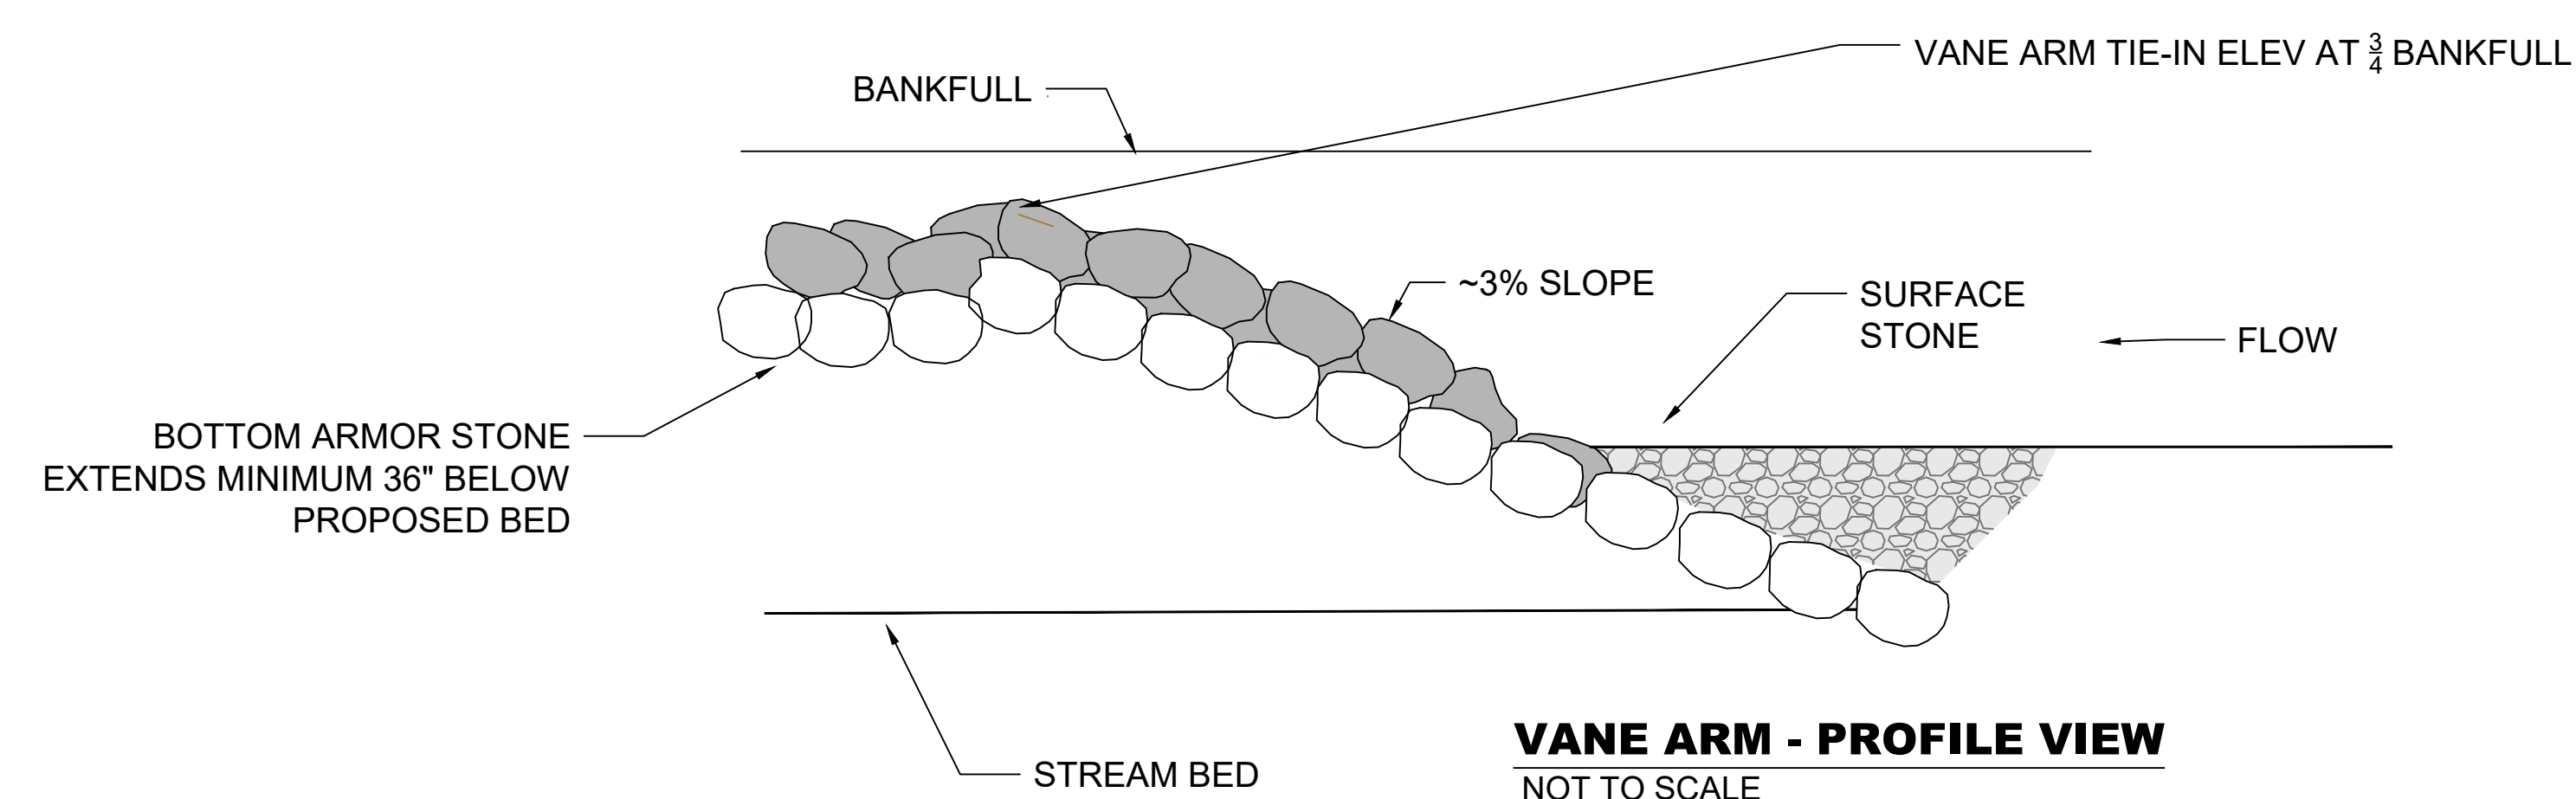 VANE ARM TIE-IN ELEV AT 3/4 BANKFULL
BANKFULL
~3% SLOPE
SURFACE
STONE
FLOW
BOTTOM ARMOR STONE
EXTENDS MINIMUM 36" BELOW
PROPOSED BED
STREAM BED
VANE ARM - PROFILE VIEW
NOT TO SCALE